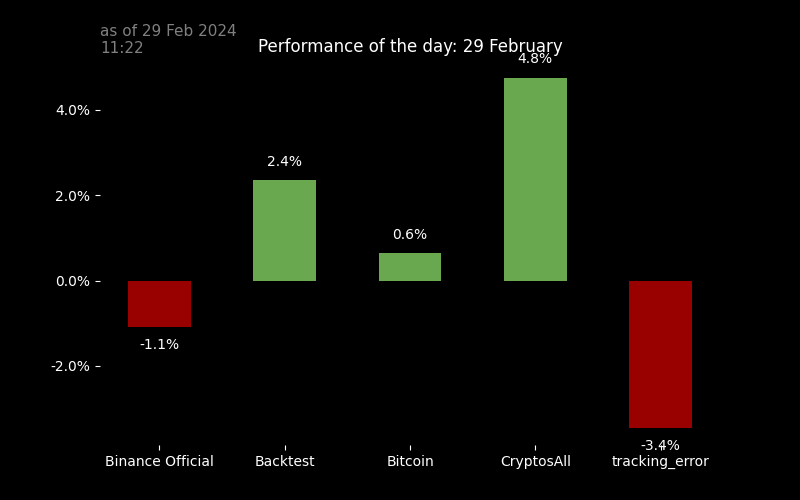 as of 29 Feb 2024
11:22
Performance of the day: 29 February
4.8%
4.0%
2.4%
2.0%
0.6%
0.0%
-1.1%
-2.0%
-3.4%
Binance Official
Backtest
Bitcoin
CryptosAll
tracking_error